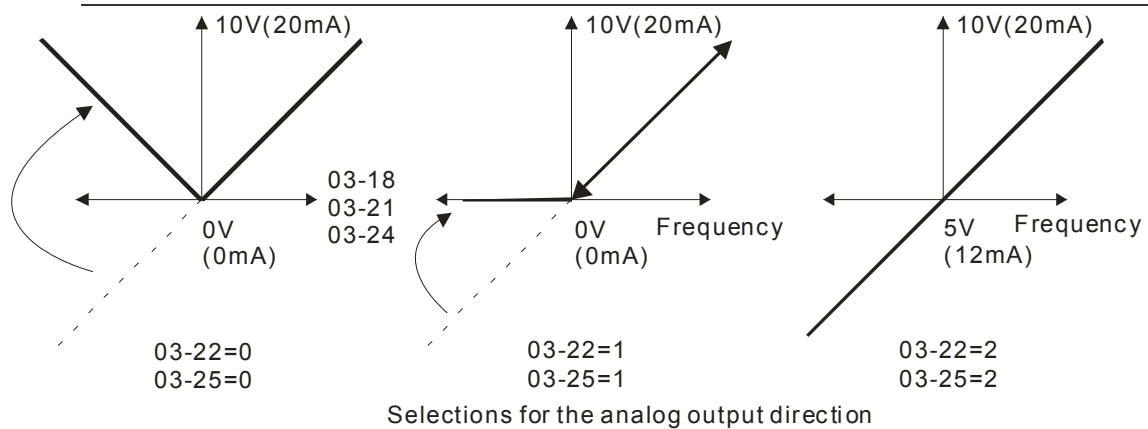 10V(20mA)
0V
(0mA)
03-18
03-21
03-24
03-22=0
03-25=0
10V(20mA)
0V
(0mA)
Frequency
03-22=1
03-25=1
10V(20mA)
5V
(12mA)
Frequency
03-22=2
03-25=2
Selections for the analog output direction